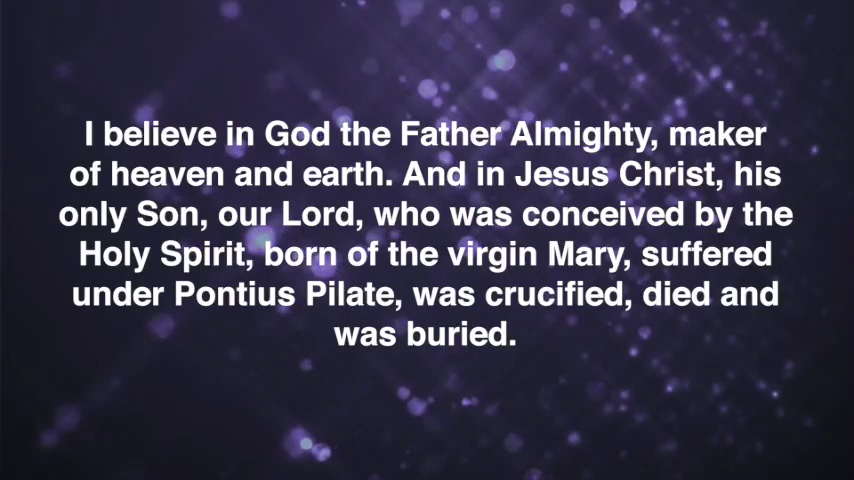 I believe in God the Father Almighty, maker
of heaven and earth. And in Jesus Christ, his
only Son, our Lord, who was conceived by the
Holy Spirit, born of the virgin Mary, suffered
under Pontius Pilate, was crucified, died and
was buried.